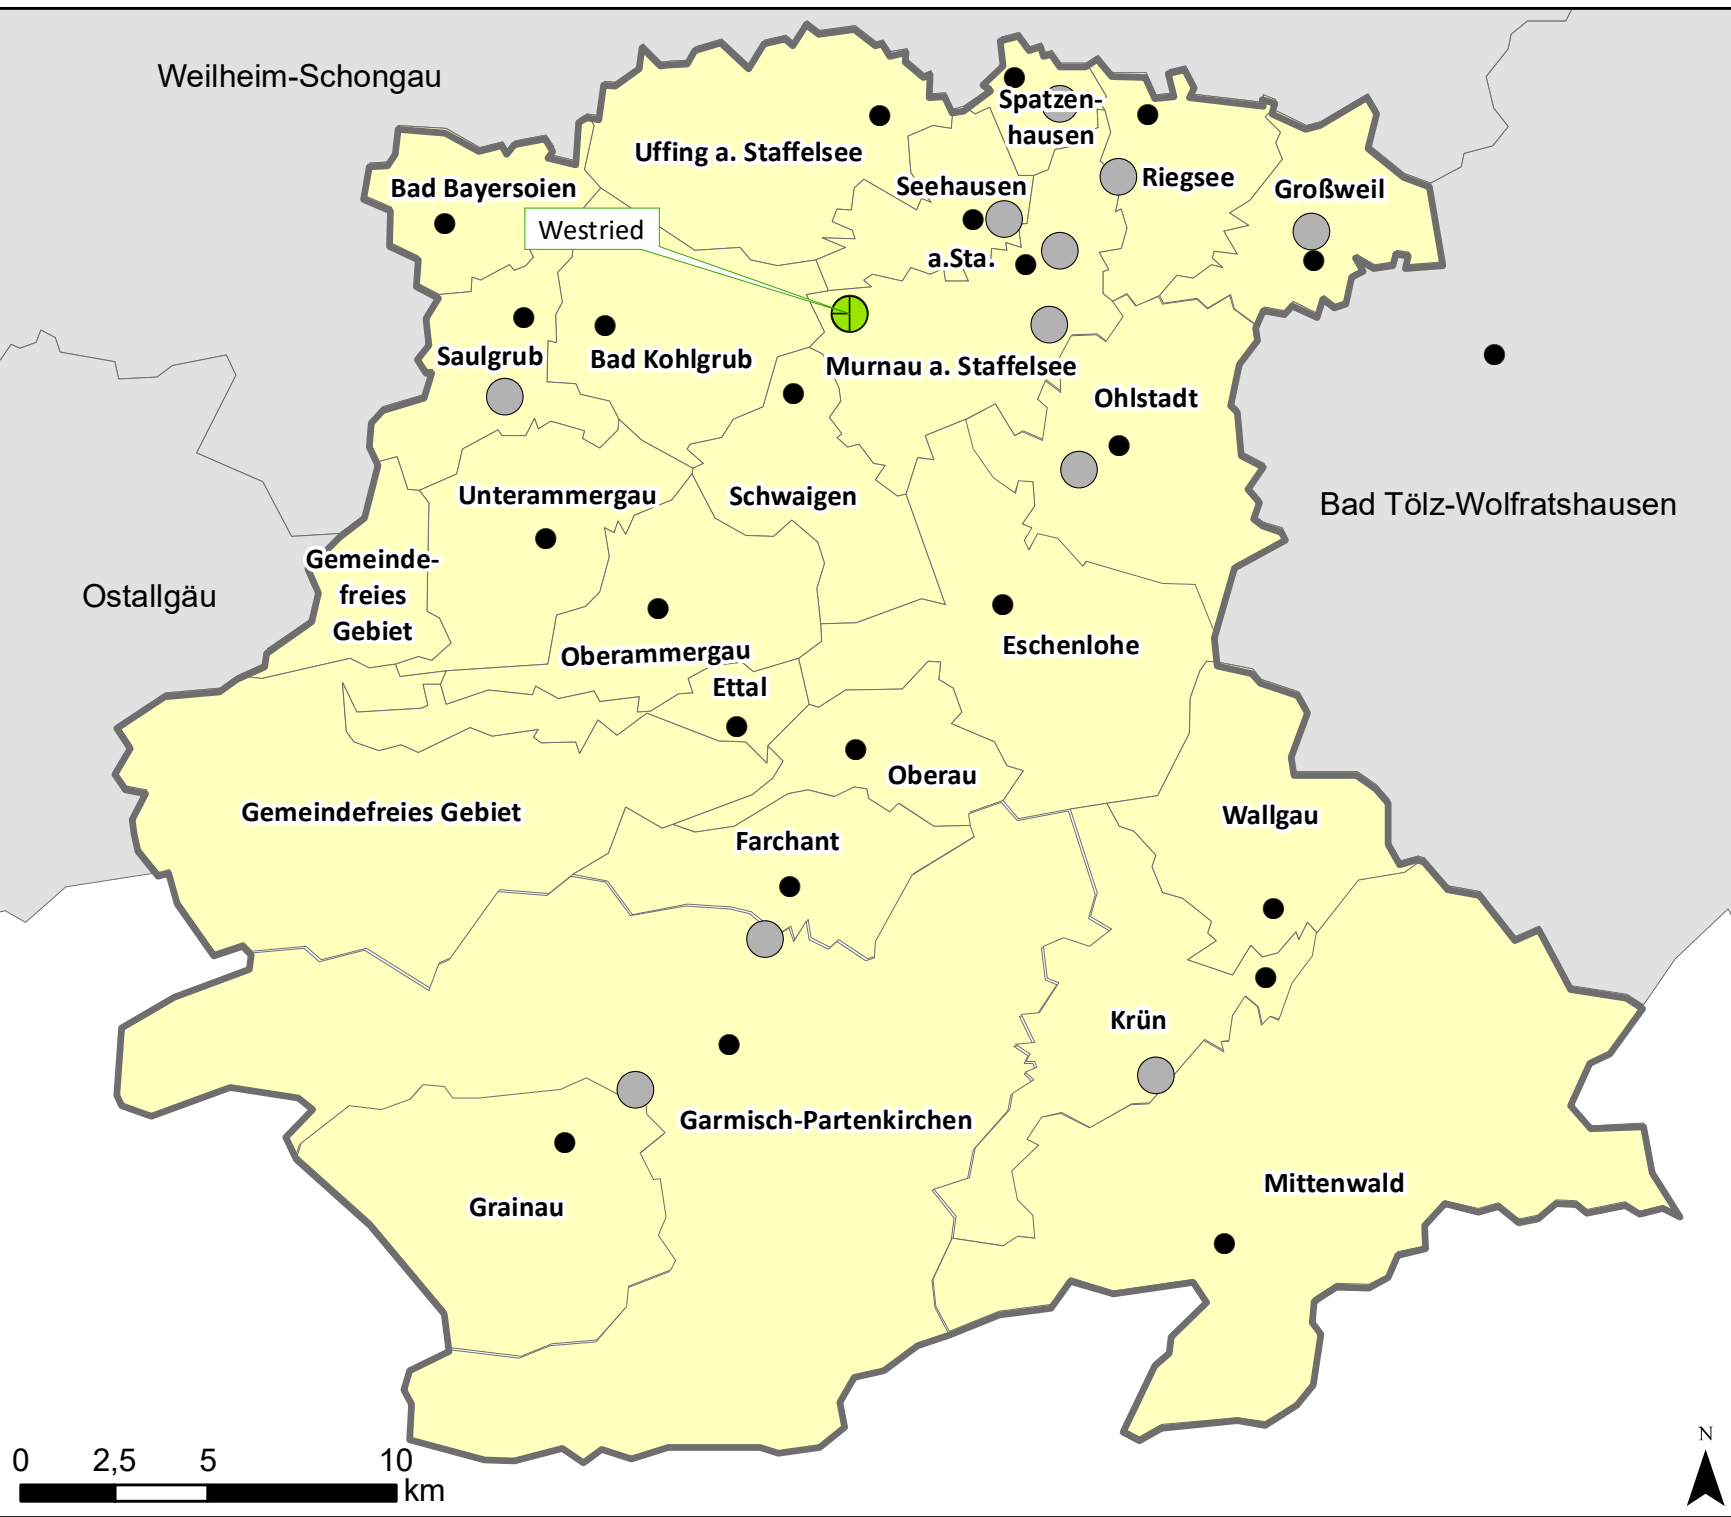 Weilheim-Schongau
Spatzen-
hausen
Uffing a. Staffelsee
Bad Bayersoien
Seehausen
a.Sta.
Riegsee
Großweil
Westried
Saulgrub
Bad Kohlgrub
Murnau a. Staffelsee
Ohlstadt
Unterammergau
Schwaigen
Bad Tölz-Wolfratshausen
Gemeinde-
freies
Gebiet
Ostallgäu
Oberammergau
Eschenlohe
Ettal
Oberau
Gemeindefreies Gebiet
Wallgau
Farchant
Krün
Garmisch-Partenkirchen
Mittenwald
Grainau
N
0 2,5 5 10
km